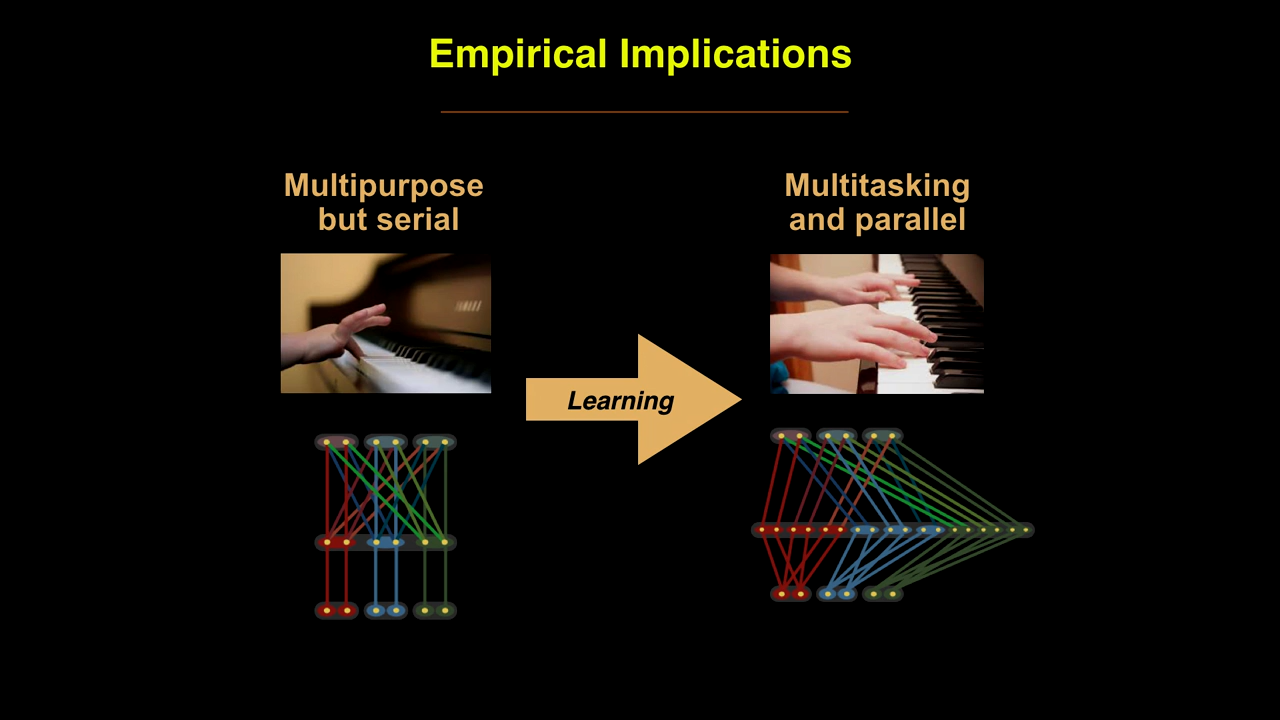 Empirical Implications
Multipurpose
but serial
Multitasking
and parallel
Learning